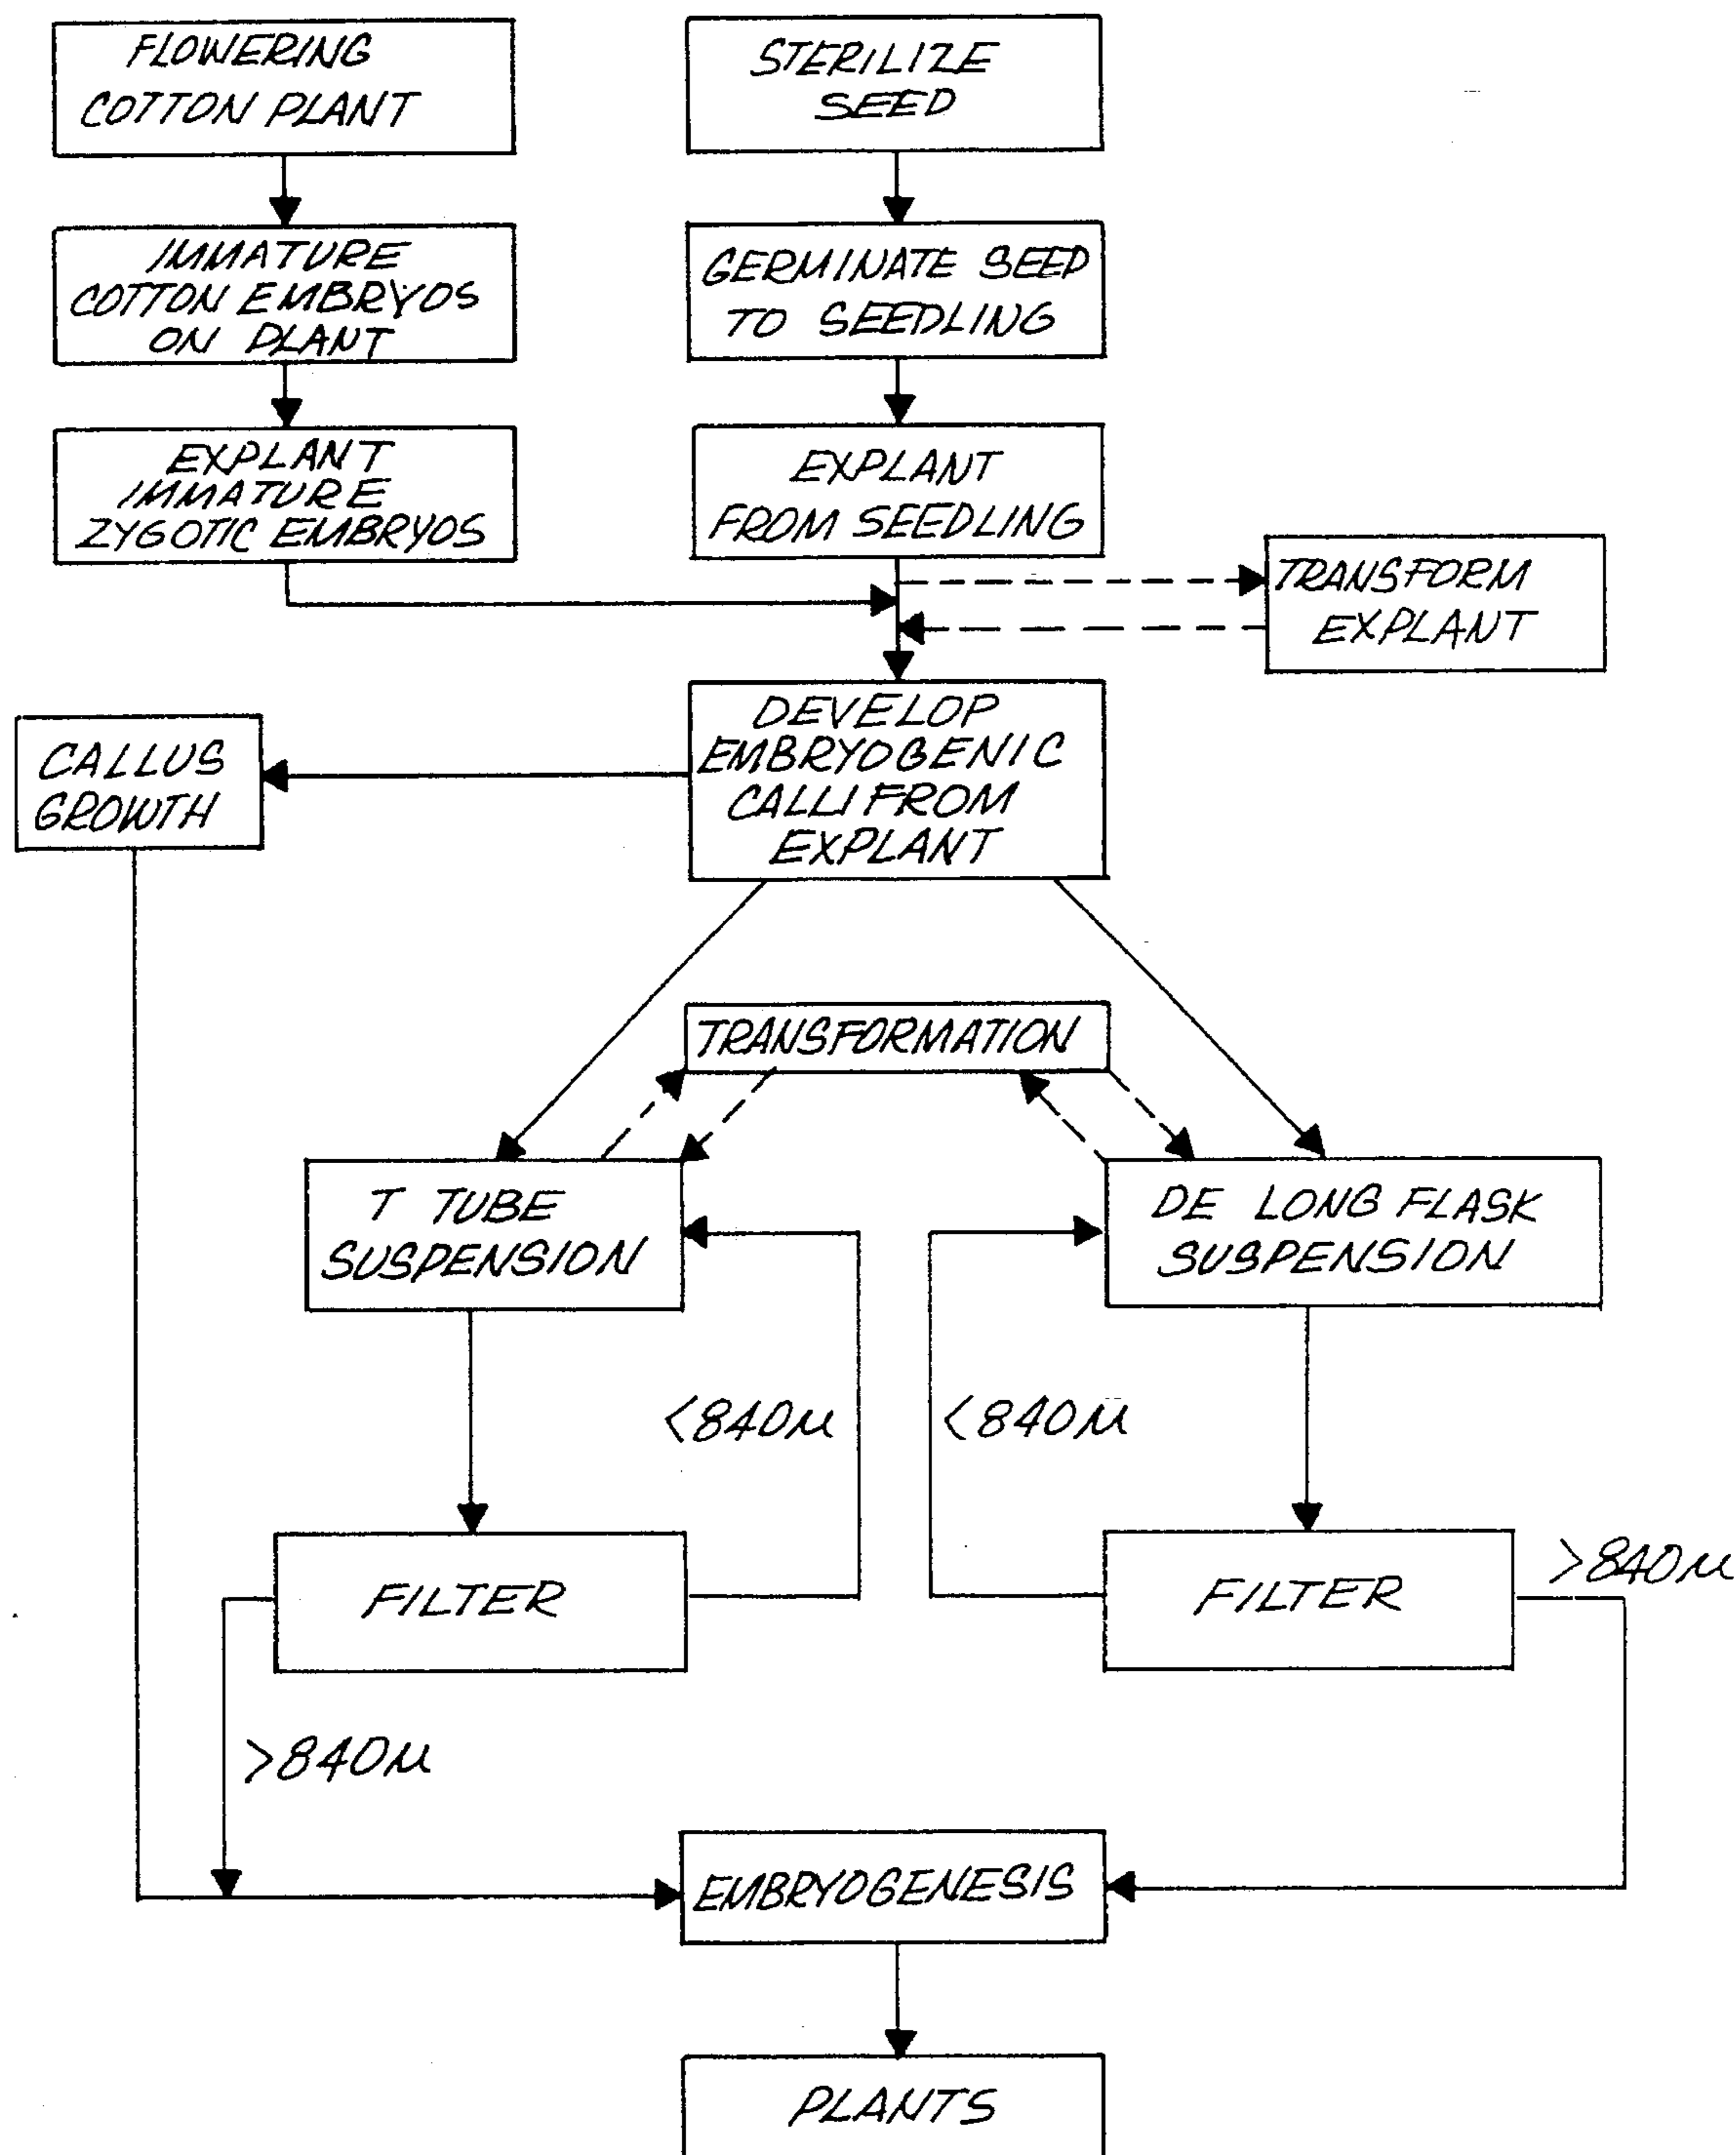 FLOWERING
COTTON PLANT
STERILIZE
SEED
IMMATURE
COTTON EMBRYOS
ON PLANT
GERMINATE SEED
TO SEEDLING
EXPLANT
IMMATURE
ZYGOTIC EMBRYOS
EXPLANT
FROM SEEDLING
TRANSFORM
EXPLANT
DEVELOP
EMBRYOGENIC
CALLI FROM
EXPLANT
CALLUS
GROWTH
TRANSFORMATION
T TUBE
SUSPENSION
DE LONG FLASK
SUSPENSION
<840μ
<840μ
FILTER
FILTER
>840μ
>840μ
EMBRYOGENESIS
PLANTS